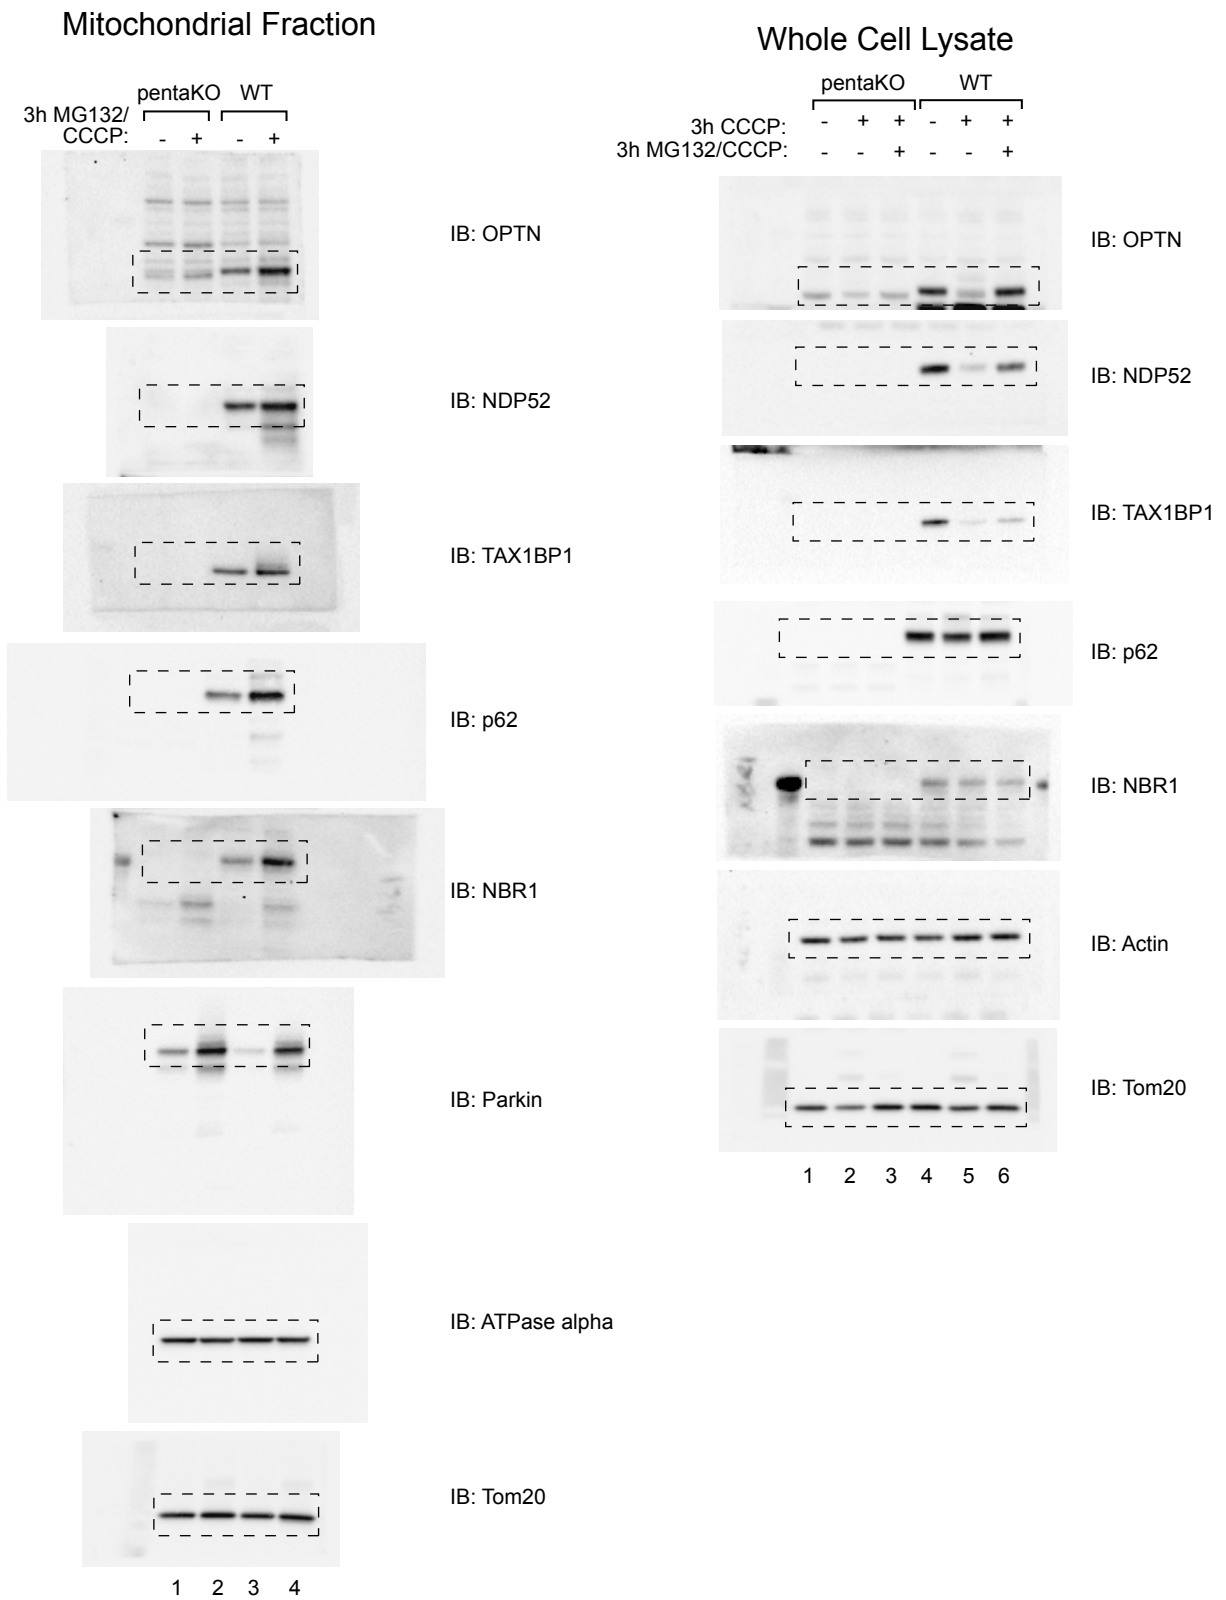 Mitochondrial Fraction
pentaKO WT
3h MG132/
CCCP: - + - +
IB: OPTN
IB: NDP52
IB: TAX1BP1
IB: p62
IB: NBR1
IB: Parkin
IB: ATPase alpha
IB: Tom20
1 2 3 4
Whole Cell Lysate
pentaKO WT
3h CCCP: - + + - + +
3h MG132/CCCP: - - + - - +
IB: OPTN
IB: NDP52
IB: TAX1BP1
IB: p62
IB: NBR1
IB: Actin
IB: Tom20
1 2 3 4 5 6